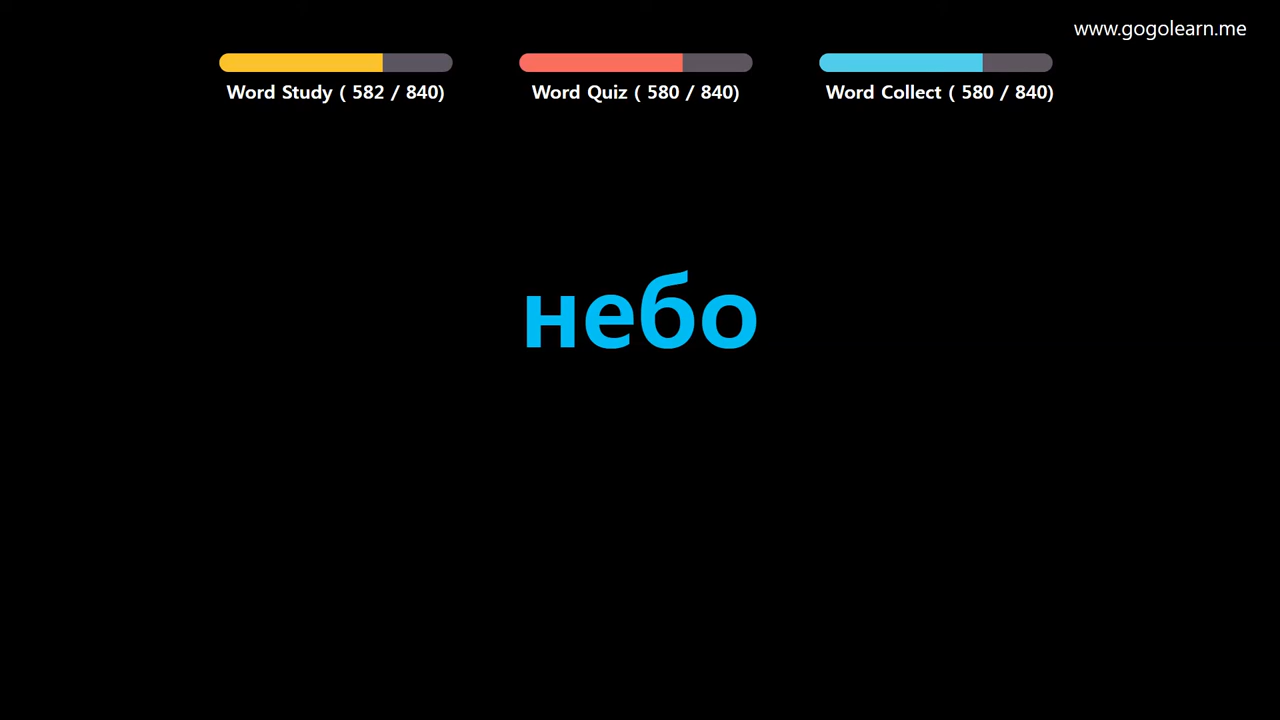 www.gogolearn.me
Word Study ( 582 / 840)
Word Quiz ( 580 / 840)
Word Collect ( 580 / 840)
небо